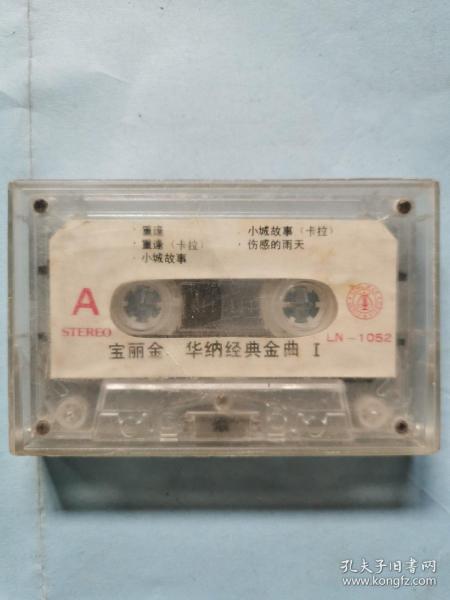 · 重逢
· 重逢（卡拉）
· 小城故事
· 小城故事（卡拉）
· 伤感的雨天
A
STEREO
LN-1052
宝丽金、华纳经典金曲 I
孔夫子旧书网
www.kongfz.com